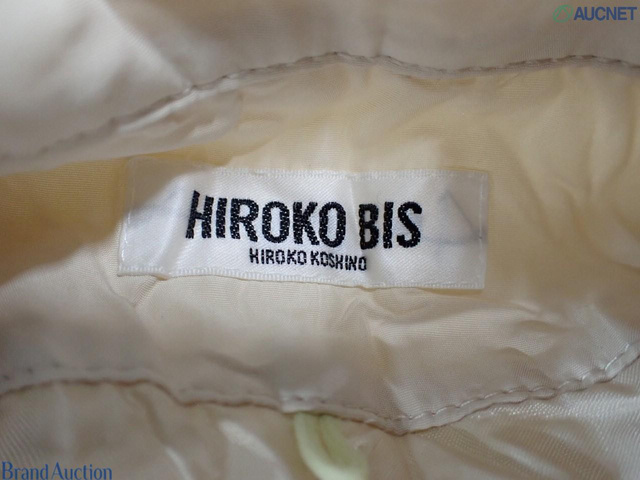 AUCNET
HIROKO BIS
HIROKO KOSHINO
Brand Auction